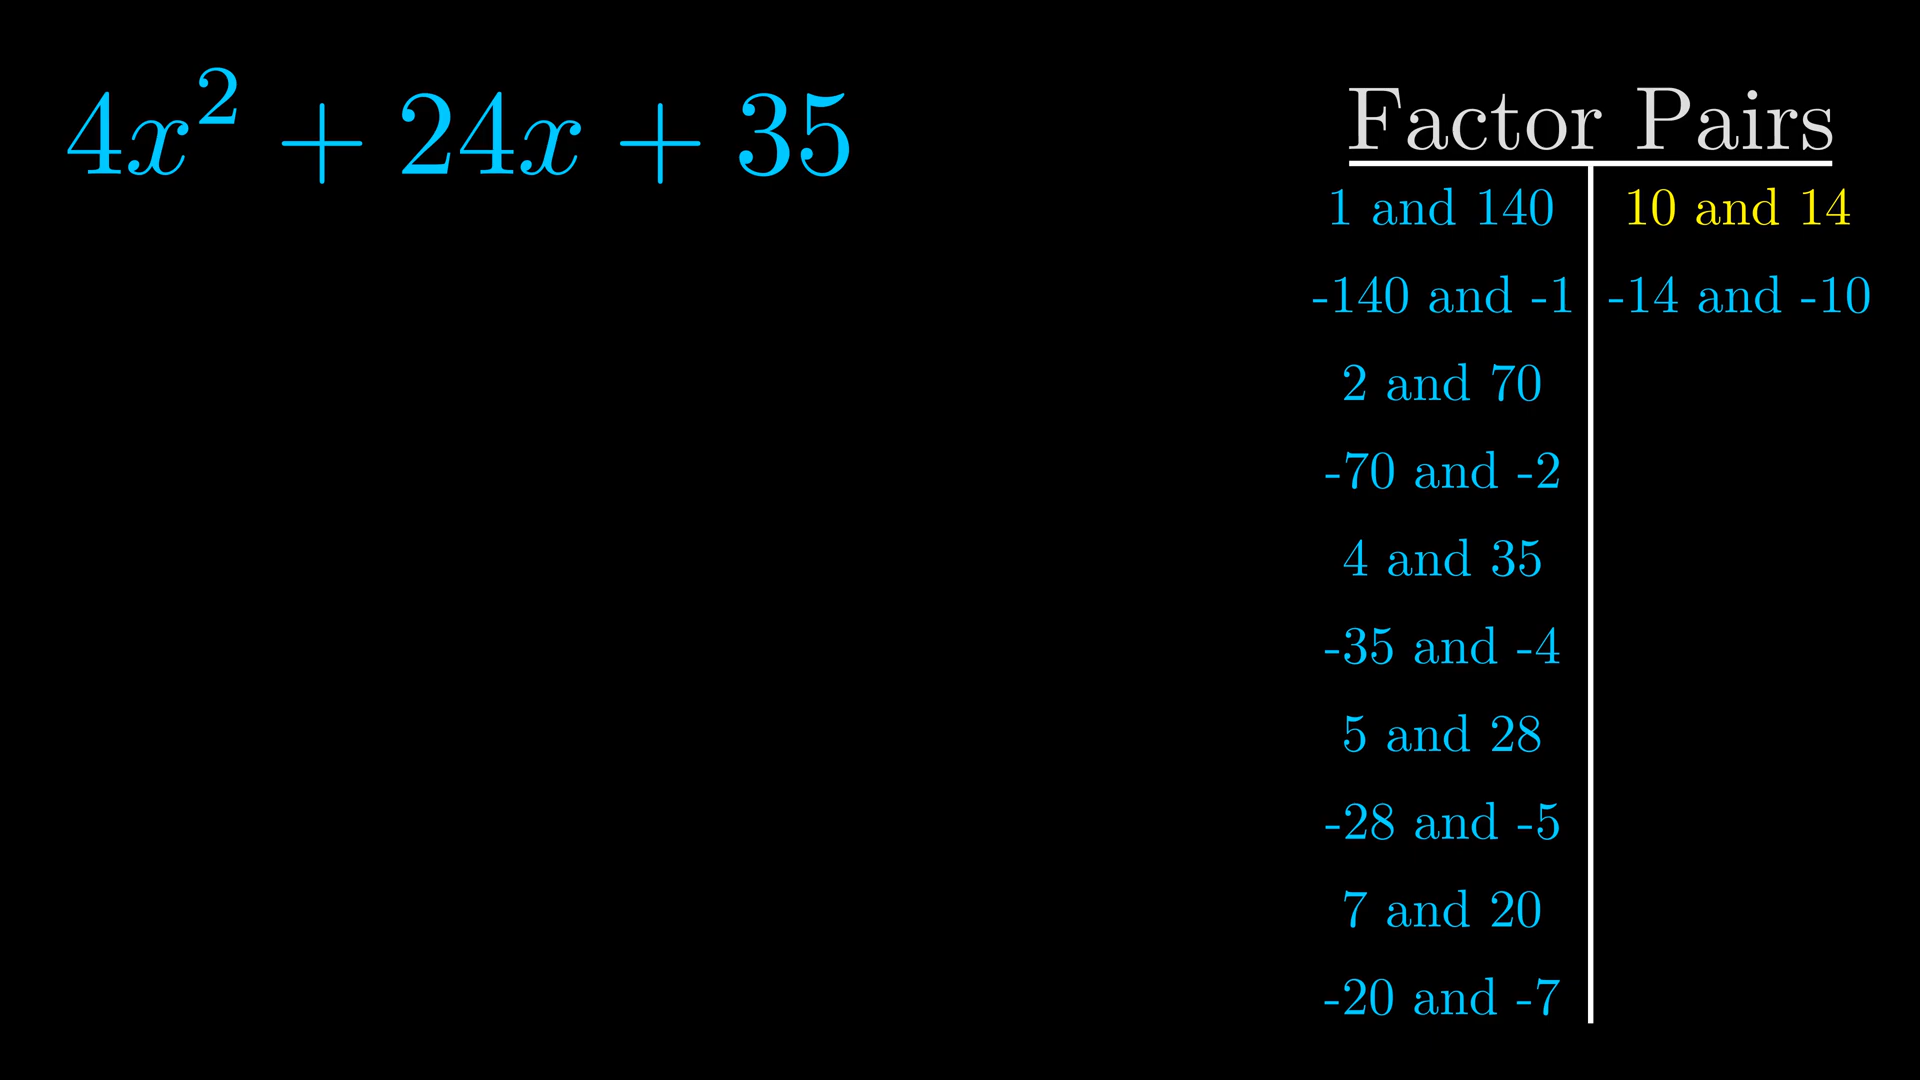 4x² + 24x + 35
Factor Pairs
1 and 140
-140 and -1
2 and 70
-70 and -2
4 and 35
-35 and -4
5 and 28
-28 and -5
7 and 20
-20 and -7
10 and 14
-14 and -10